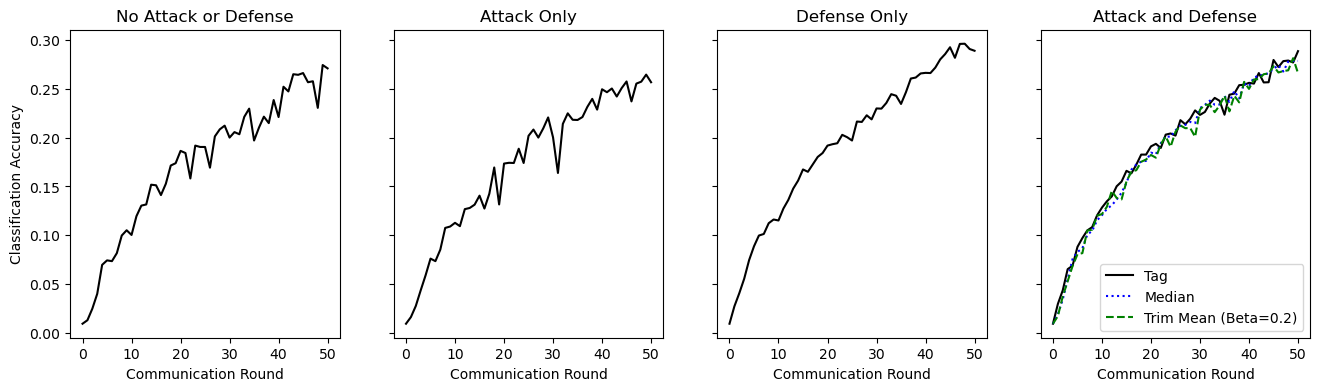 No Attack or Defense
Attack Only
Defense Only
Attack and Defense
Classification Accuracy
0.30
0.25
0.20
0.15
0.10
0.05
0.00
0 10 20 30 40 50
0 10 20 30 40 50
0 10 20 30 40 50
0 10 20 30 40 50
Communication Round
Communication Round
Communication Round
Communication Round
Tag
Median
Trim Mean (Beta=0.2)